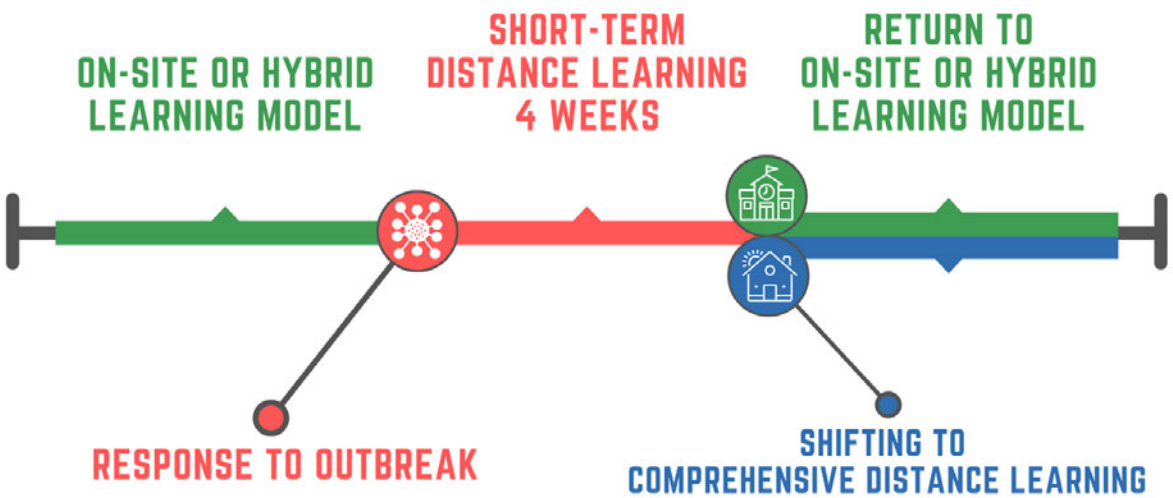 ON-SITE OR HYBRID
LEARNING MODEL
SHORT-TERM
DISTANCE LEARNING
4 WEEKS
RETURN TO
ON-SITE OR HYBRID
LEARNING MODEL
RESPONSE TO OUTBREAK
SHIFTING TO
COMPREHENSIVE DISTANCE LEARNING